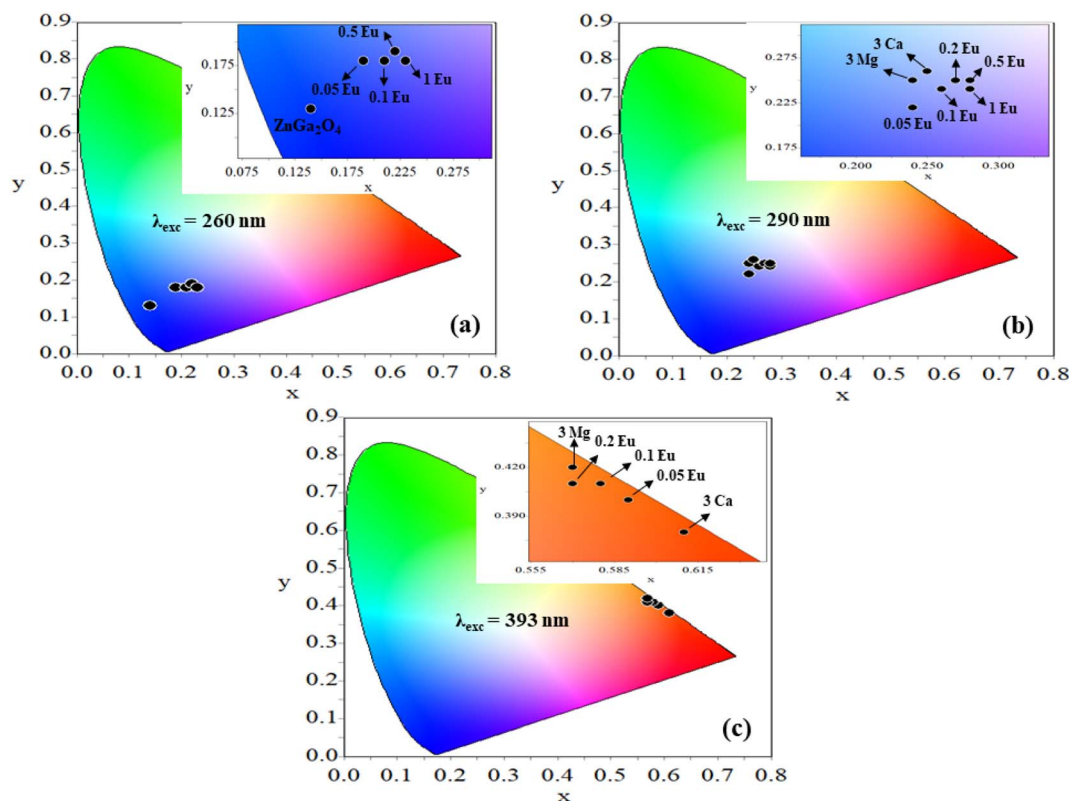 0.9
0.8
0.7
0.6
0.5
0.4
0.3
0.2
0.1
0.0
y
0.0 0.1 0.2 0.3 0.4 0.5 0.6 0.7 0.8
x
λexc = 260 nm
(a)
0.175
0.125
y
0.075 0.125 0.175 0.225 0.275
x
0.5 Eu
0.05 Eu
0.1 Eu
1 Eu
ZnGa₂O₄
0.9
0.8
0.7
0.6
0.5
0.4
0.3
0.2
0.1
0.0
y
0.0 0.1 0.2 0.3 0.4 0.5 0.6 0.7 0.8
x
λexc = 290 nm
(b)
0.275
0.225
0.175
y
0.200 0.250 0.300
x
3 Ca
0.2 Eu
3 Mg
0.5 Eu
0.05 Eu
0.1 Eu
1 Eu
0.9
0.8
0.7
0.6
0.5
0.4
0.3
0.2
0.1
0.0
y
0.0 0.1 0.2 0.3 0.4 0.5 0.6 0.7 0.8
x
λexc = 393 nm
(c)
0.420
0.390
y
0.555 0.585 0.615
x
3 Mg
0.2 Eu
0.1 Eu
0.05 Eu
3 Ca